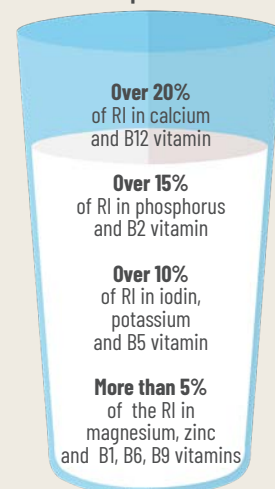 Over 20%
of RI in calcium
and B12 vitamin
Over 15%
of RI in phosphorus
and B2 vitamin
Over 10%
of RI in iodin,
potassium
and B5 vitamin
More than 5%
of the RI in
magnesium, zinc
and B1, B6, B9 vitamins